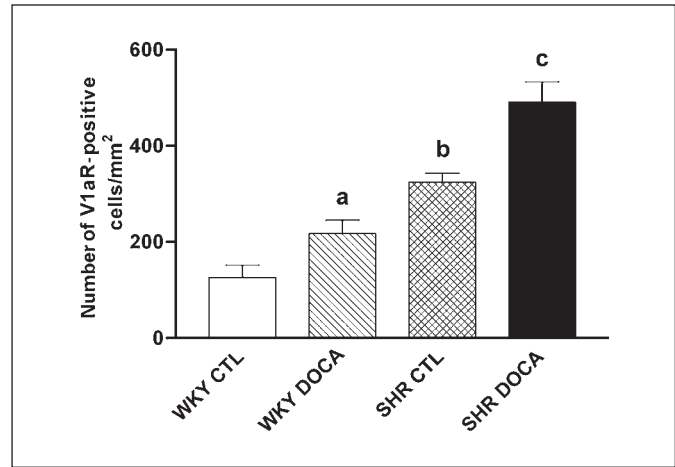 Number of V1aR-positive
cells/mm²
600
400
200
0
a
b
c
WKY CTL
WKY DOCA
SHR CTL
SHR DOCA